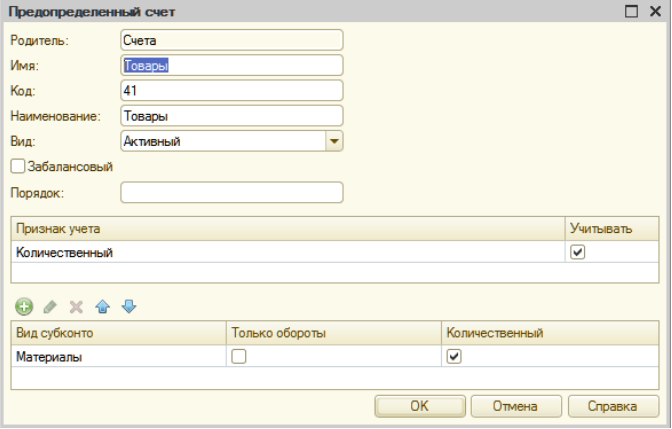 Предопределенный счет
Родитель: Счета
Имя: Товары
Код: 41
Наименование: Товары
Вид: Активный
Забалансовый
Порядок:
Признак учета Учитывать
Количественный
Вид субконто Только обороты Количественный
Материалы
OK Отмена Справка